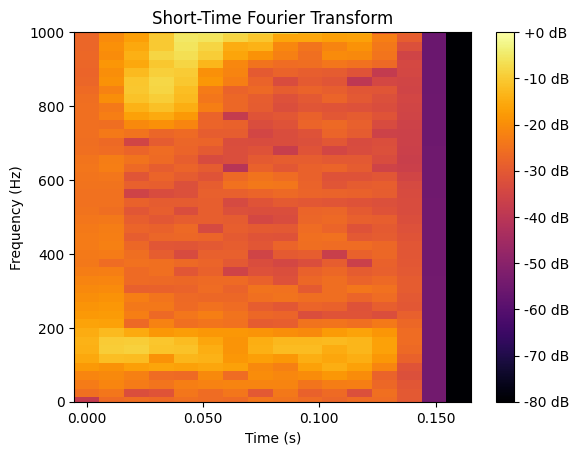 Short-Time Fourier Transform
1000
800
600
400
200
0
Frequency (Hz)
0.000
0.050
0.100
0.150
Time (s)
+0 dB
-10 dB
-20 dB
-30 dB
-40 dB
-50 dB
-60 dB
-70 dB
-80 dB